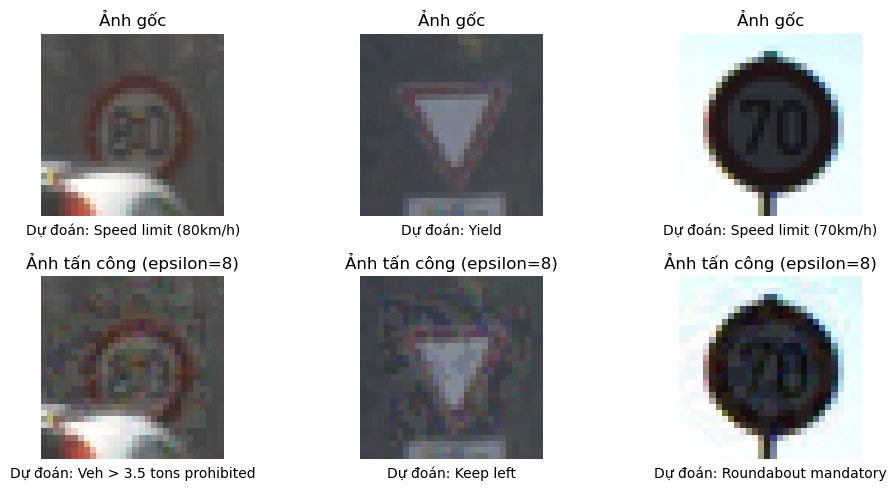 Ảnh gốc
Ảnh gốc
Ảnh gốc
80
70
Dự đoán: Speed limit (80km/h)
Dự đoán: Yield
Dự đoán: Speed limit (70km/h)
Ảnh tấn công (epsilon=8)
Ảnh tấn công (epsilon=8)
Ảnh tấn công (epsilon=8)
80
70
Dự đoán: Veh > 3.5 tons prohibited
Dự đoán: Keep left
Dự đoán: Roundabout mandatory